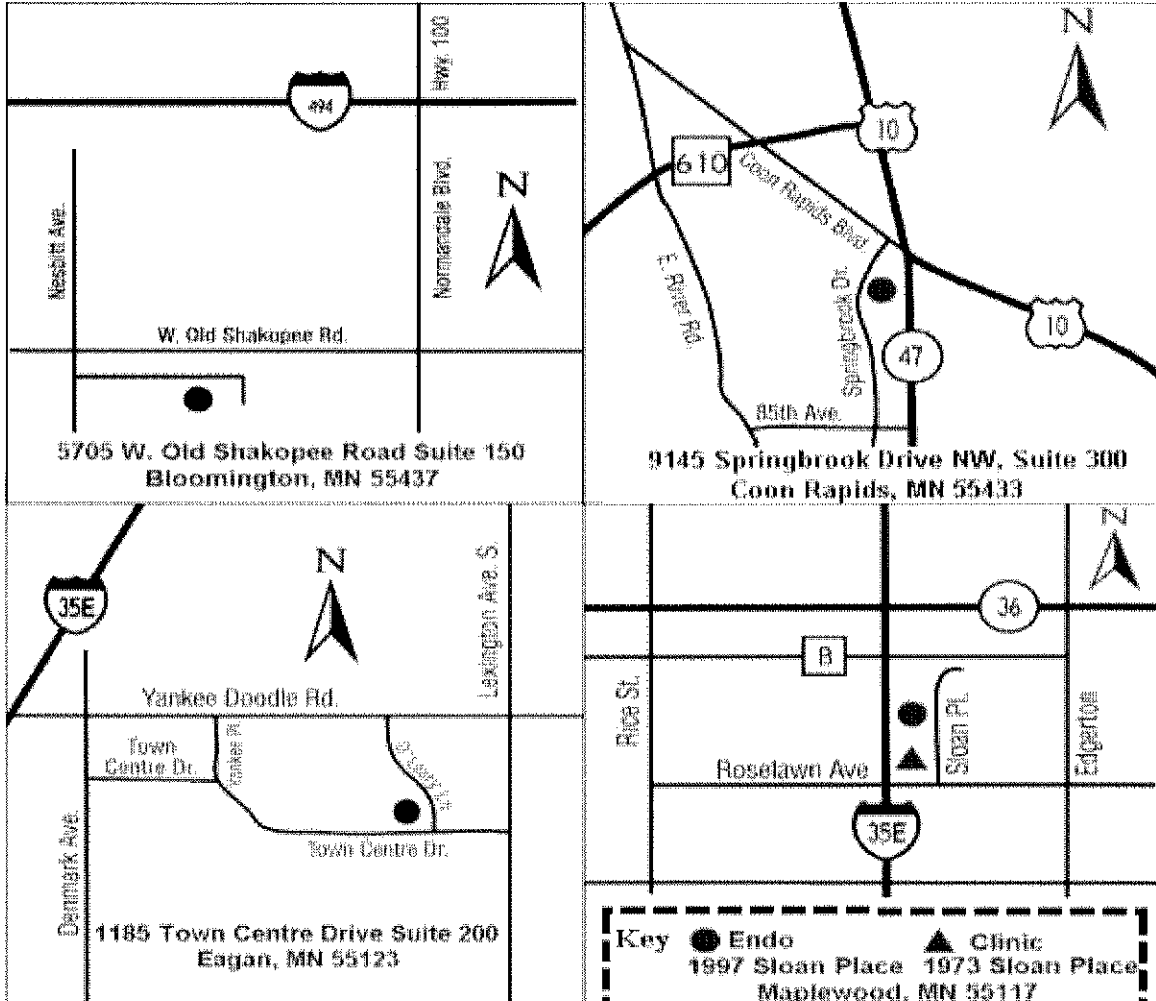 494
Hwy. 100
Normandale Blvd.
Nesbitt Ave.
N
W. Old Shakopee Rd.
5705 W. Old Shakopee Road Suite 150
Bloomington, MN 55437
N
10
610
Coon Rapids Blvd.
E. River Rd.
Springbrook Dr.
10
47
85th Ave.
9145 Springbrook Drive NW, Suite 300
Coon Rapids, MN 55433
35E
N
Lexington Ave. S.
Yankee Doodle Rd.
Town
Centre Dr.
Yankee Pl.
Town Centre Dr.
Denmark Ave.
1185 Town Centre Drive Suite 200
Eagan, MN 55123
N
36
B
Rice St.
Sloan PL.
Edgerton
Roselawn Ave
35E
Key Endo Clinic
1997 Sloan Place 1973 Sloan Place
Maplewood, MN 55117